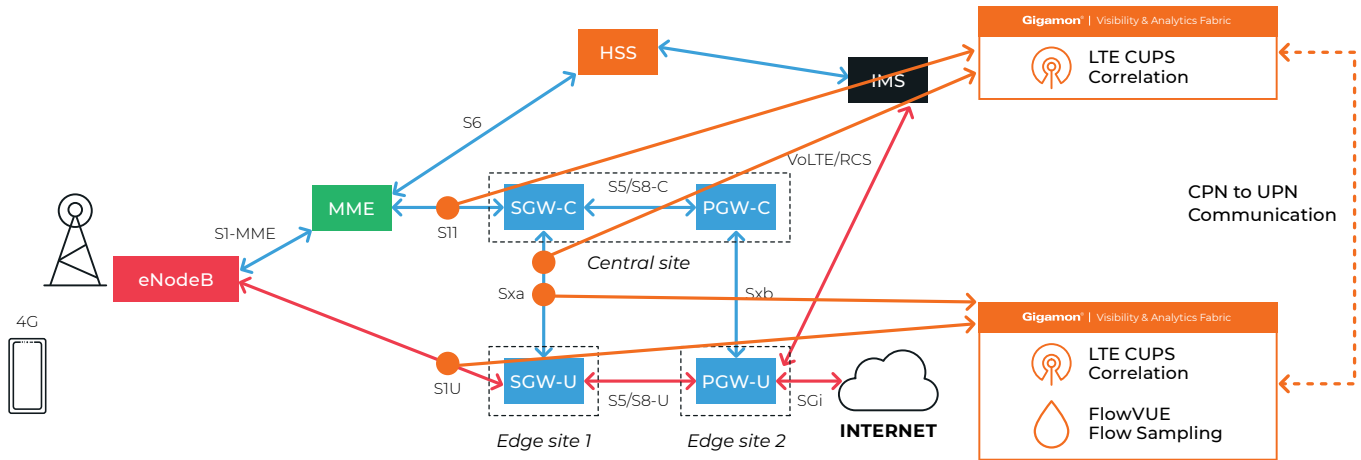 Gigamon® | Visibility & Analytics Fabric
LTE CUPS
Correlation
HSS
IMS
S6
VoLTE/RCS
MME
S11
SGW-C
S5/S8-C
PGW-C
CPN to UPN
Communication
S1-MME
Central site
eNodeB
Sxa
Sxb
Gigamon® | Visibility & Analytics Fabric
4G
LTE CUPS
Correlation
S1U
SGW-U
S5/S8-U
PGW-U
SGi
FlowVUE
Flow Sampling
INTERNET
Edge site 1
Edge site 2